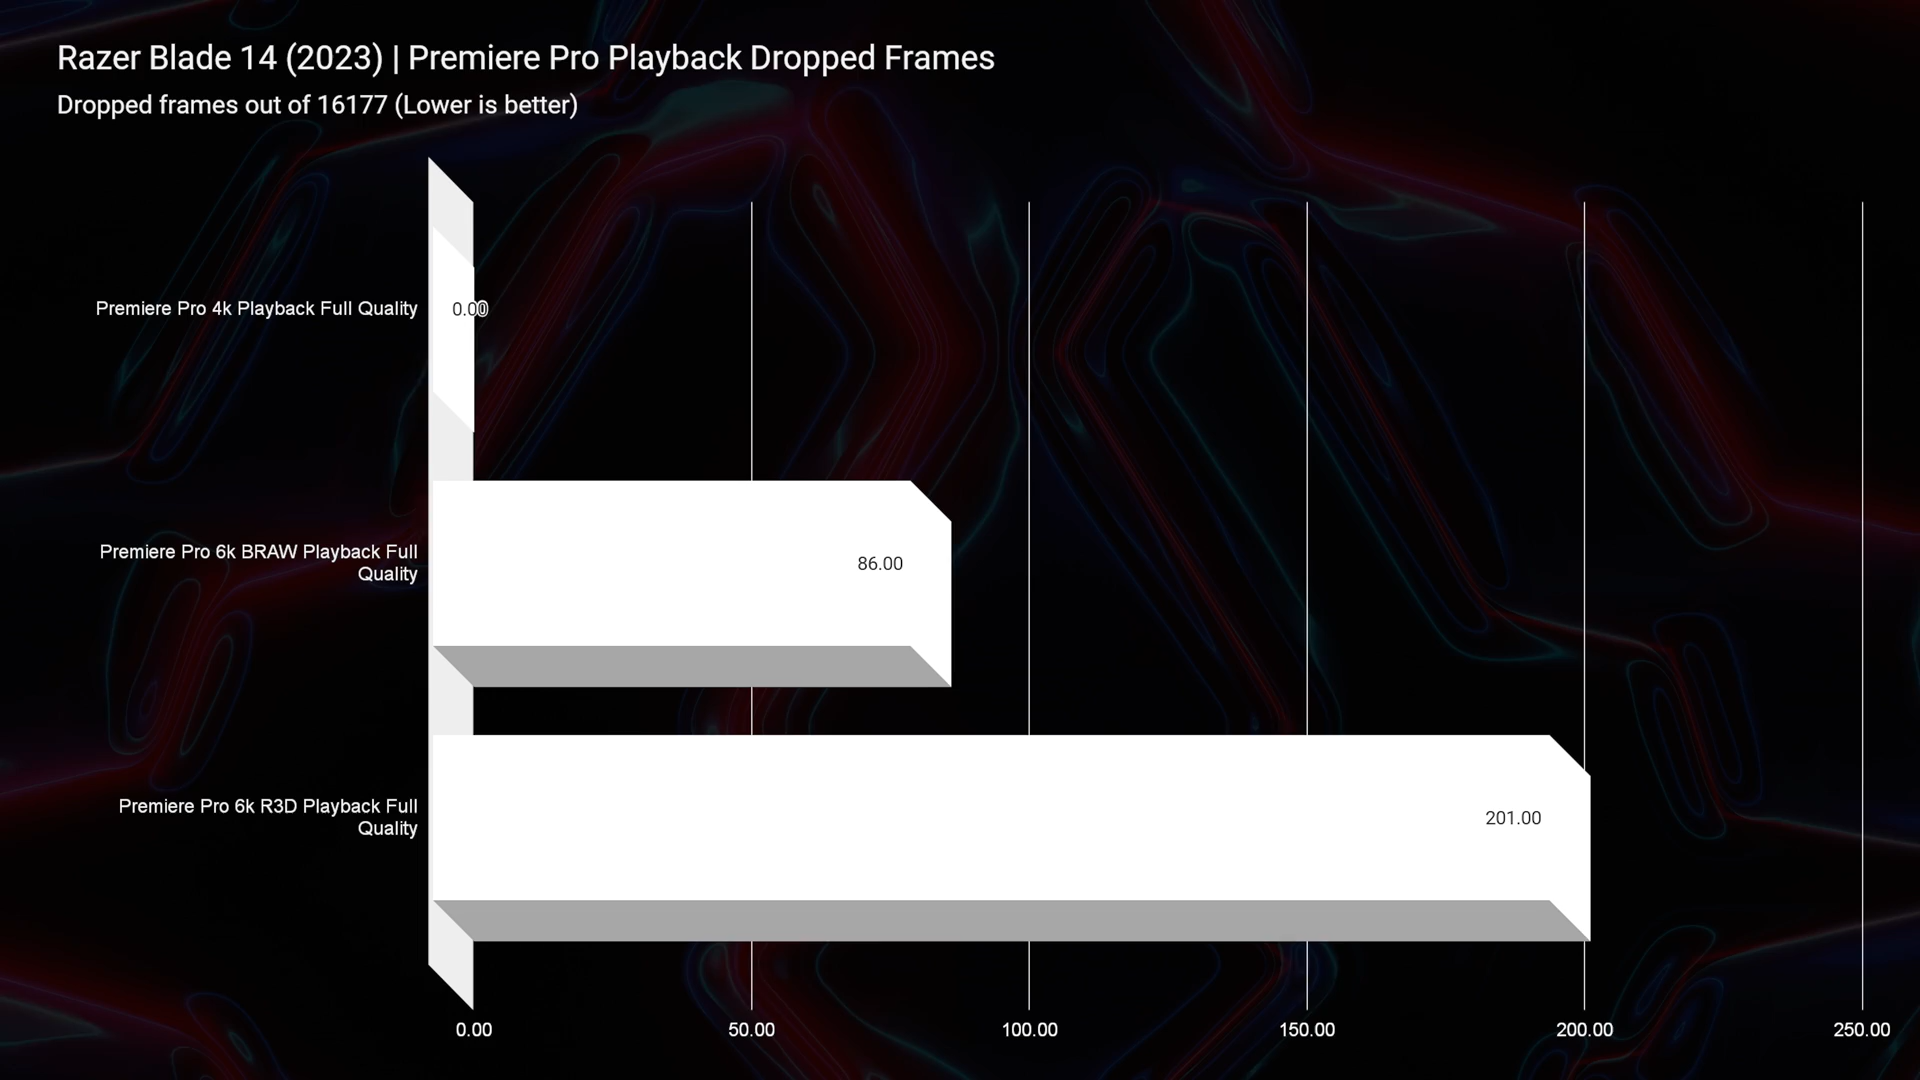 Razer Blade 14 (2023) | Premiere Pro Playback Dropped Frames
Dropped frames out of 16177 (Lower is better)
Premiere Pro 4k Playback Full Quality
0.00
Premiere Pro 6k BRAW Playback Full
Quality
86.00
Premiere Pro 6k R3D Playback Full
Quality
201.00
0.00 50.00 100.00 150.00 200.00 250.00